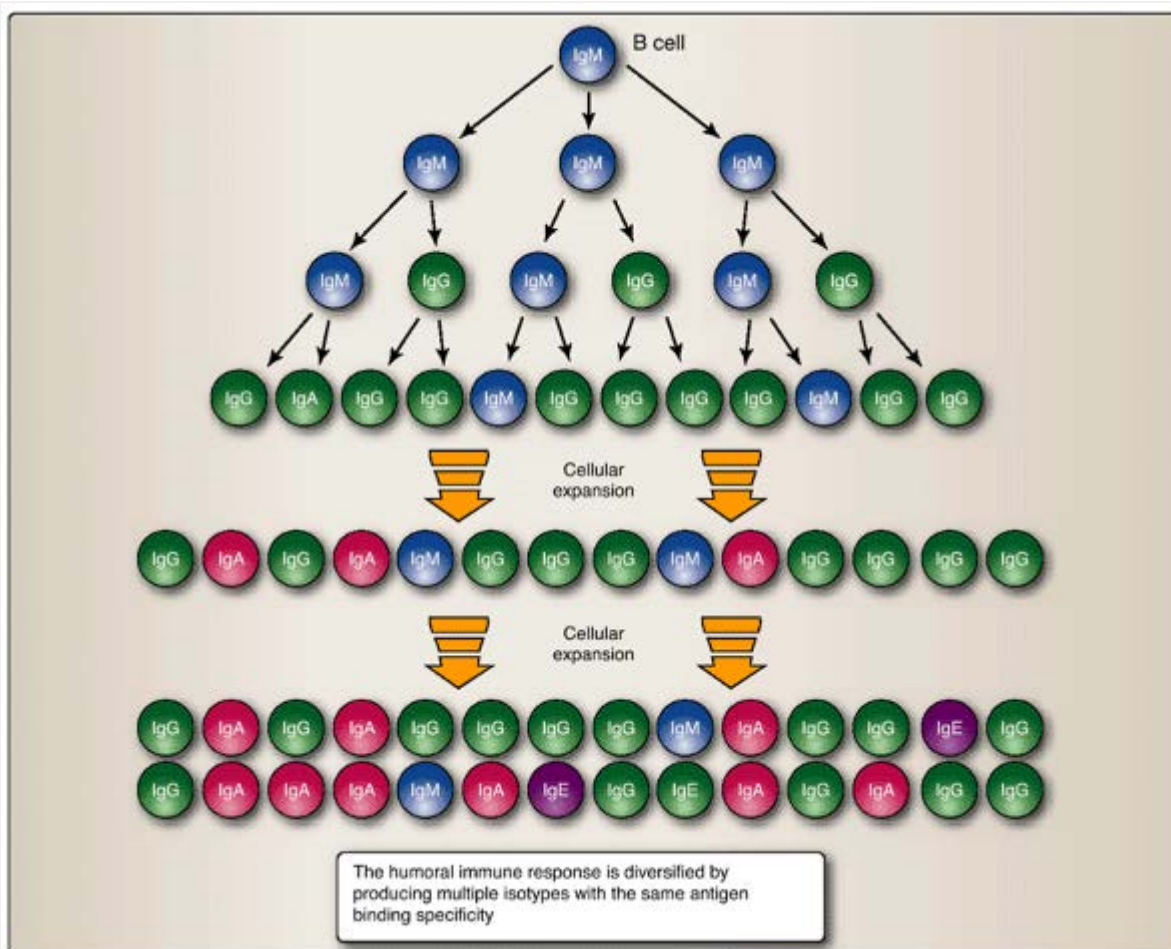 IgM B cell
IgM IgM IgM
IgM IgG IgM IgG IgM IgG
IgG IgA IgG IgG IgM IgG IgG IgG IgG IgM IgG IgG
Cellular
expansion
IgG IgA IgG IgA IgM IgG IgG IgG IgM IgA IgG IgG IgG IgG
Cellular
expansion
IgG IgA IgG IgA IgG IgG IgG IgG IgM IgA IgG IgG IgE IgG
IgG IgA IgA IgA IgM IgA IgE IgG IgE IgA IgG IgA IgG IgG
The humoral immune response is diversified by
producing multiple isotypes with the same antigen
binding specificity